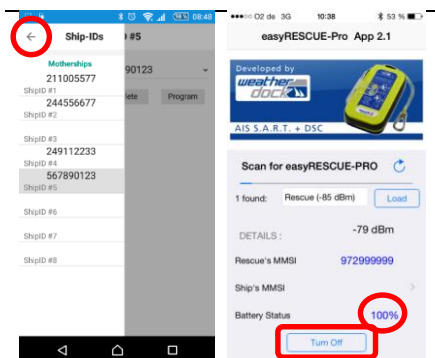 98% 08:48
Ship-IDs
#5
Motherships
211005577
ShipID #1
244556677
ShipID #2
ShipID #3
249112233
ShipID #4
567890123
ShipID #5
ShipID #6
ShipID #7
ShipID #8
90123
lete
Program
O2 de 3G 10:38 53 %
easyRESCUE-Pro App 2.1
Developed by
weather
dock
AIS S.A.R.T. + DSC
Scan for easyRESCUE-PRO
1 found: Rescue (-85 dBm) Load
DETAILS : -79 dBm
Rescue's MMSI 972999999
Ship's MMSI
Battery Status 100%
Turn Off